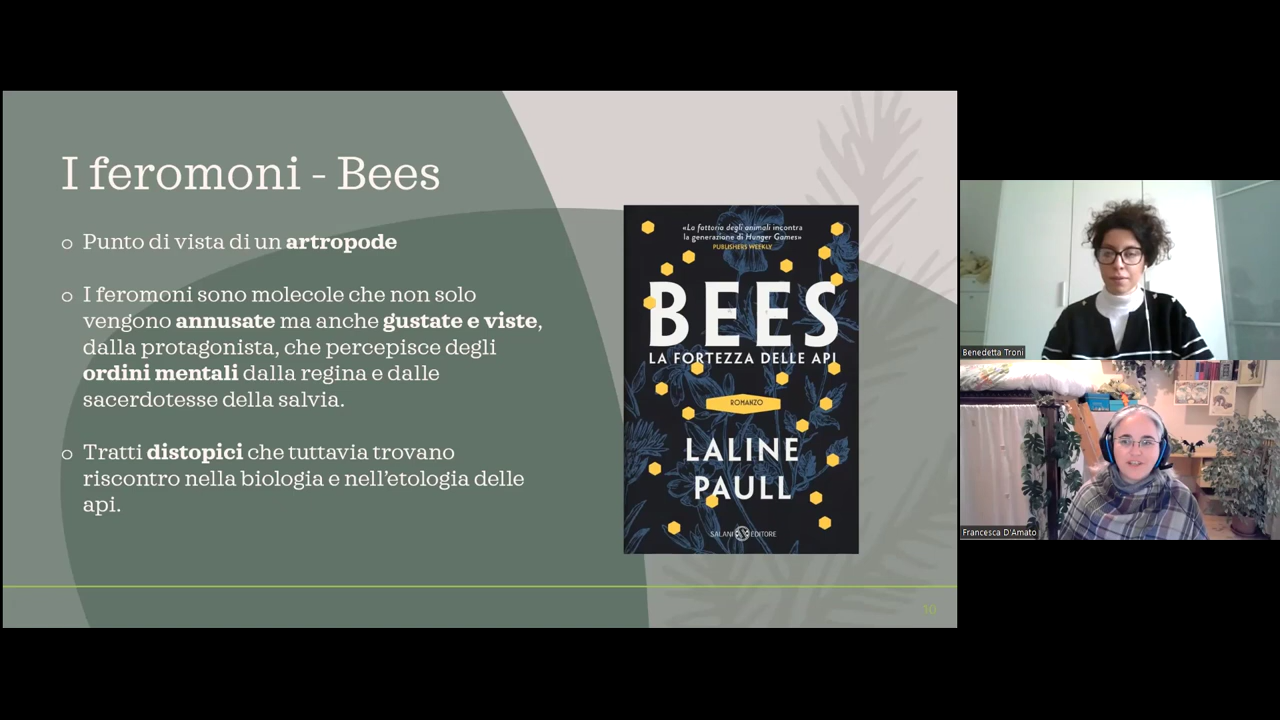 I feromoni - Bees
o Punto di vista di un artropode
o I feromoni sono molecole che non solo
vengono annusate ma anche gustate e viste,
dalla protagonista, che percepisce degli
ordini mentali dalla regina e dalle
sacerdotesse della salvia.
o Tratti distopici che tuttavia trovano
riscontro nella biologia e nell'etologia delle
api.
«La fattoria degli animali incontra
la generazione di Hunger Games»
PUBLISHERS WEEKLY
BEES
LA FORTEZZA DELLE API
ROMANZO
LALINE
PAULL
SALANI EDITORE
10
Benedetta Troni
Francesca D'Amato